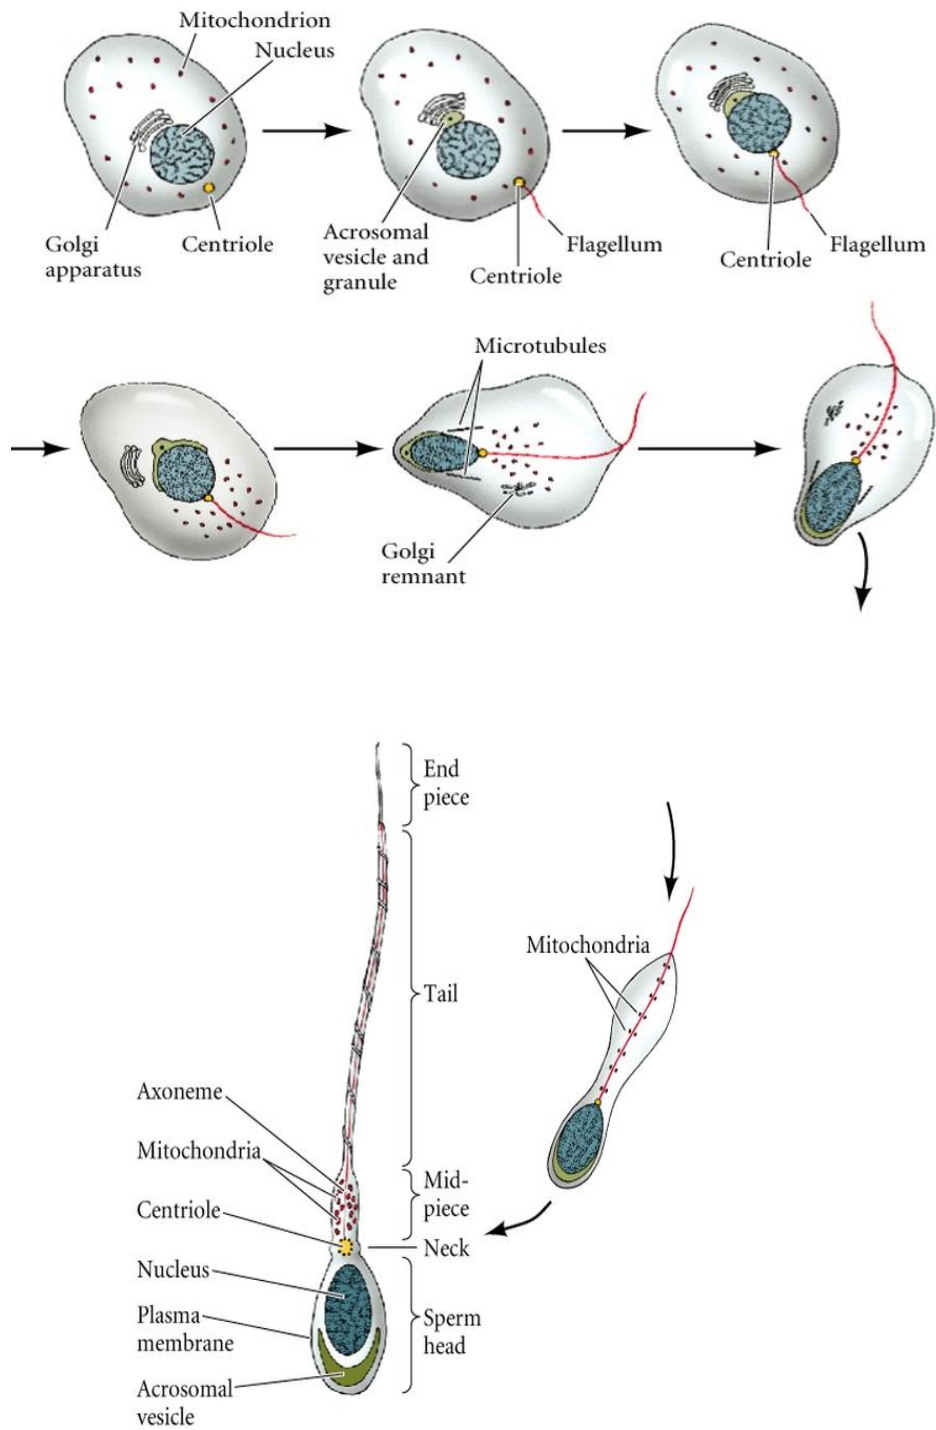 Mitochondrion
Nucleus
Golgi
apparatus
Centriole
Acrosomal
vesicle and
granule
Centriole
Flagellum
Centriole
Flagellum
Microtubules
Golgi
remnant
End
piece
Tail
Mitochondria
Axoneme
Mitochondria
Centriole
Mid-
piece
Neck
Nucleus
Plasma
membrane
Sperm
head
Acrosomal
vesicle